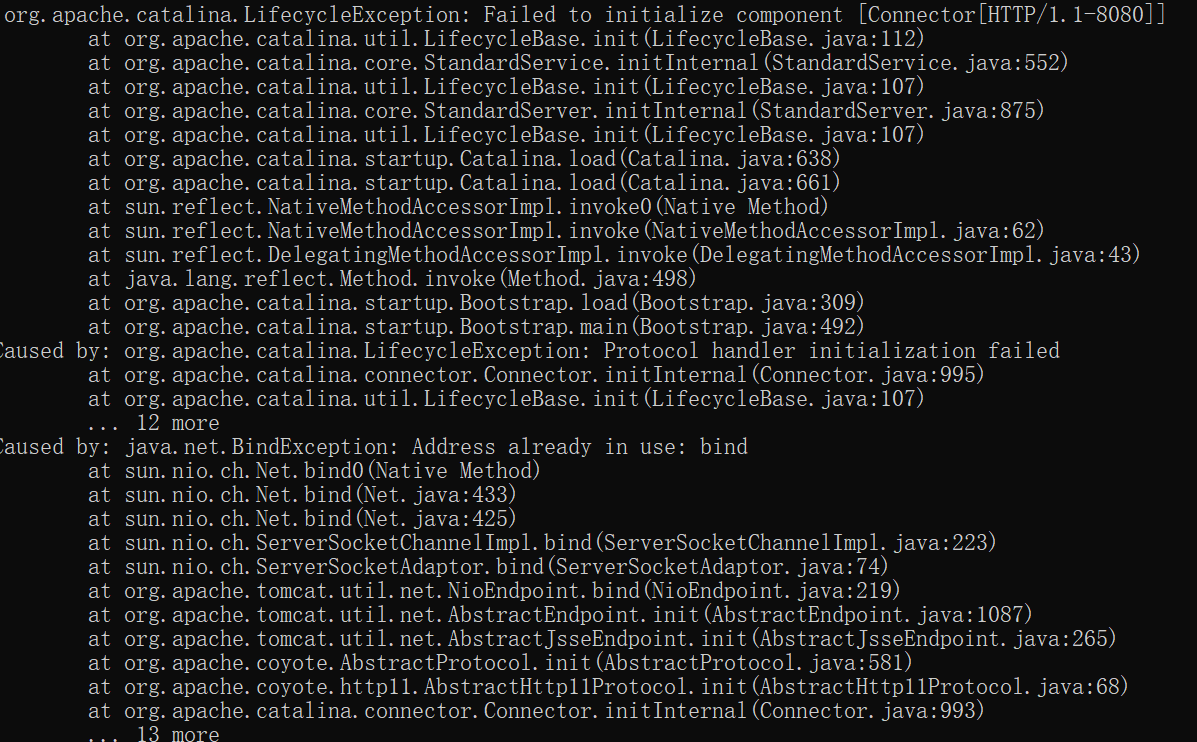 org.apache.catalina.LifecycleException: Failed to initialize component [Connector[HTTP/1.1-8080]]
at org.apache.catalina.util.LifecycleBase.init(LifecycleBase.java:112)
at org.apache.catalina.core.StandardService.initInternal(StandardService.java:552)
at org.apache.catalina.util.LifecycleBase.init(LifecycleBase.java:107)
at org.apache.catalina.core.StandardServer.initInternal(StandardServer.java:875)
at org.apache.catalina.util.LifecycleBase.init(LifecycleBase.java:107)
at org.apache.catalina.startup.Catalina.load(Catalina.java:638)
at org.apache.catalina.startup.Catalina.load(Catalina.java:661)
at sun.reflect.NativeMethodAccessorImpl.invoke0(Native Method)
at sun.reflect.NativeMethodAccessorImpl.invoke(NativeMethodAccessorImpl.java:62)
at sun.reflect.DelegatingMethodAccessorImpl.invoke(DelegatingMethodAccessorImpl.java:43)
at java.lang.reflect.Method.invoke(Method.java:498)
at org.apache.catalina.startup.Bootstrap.load(Bootstrap.java:309)
at org.apache.catalina.startup.Bootstrap.main(Bootstrap.java:492)
Caused by: org.apache.catalina.LifecycleException: Protocol handler initialization failed
at org.apache.catalina.connector.Connector.initInternal(Connector.java:995)
at org.apache.catalina.util.LifecycleBase.init(LifecycleBase.java:107)
... 12 more
Caused by: java.net.BindException: Address already in use: bind
at sun.nio.ch.Net.bind0(Native Method)
at sun.nio.ch.Net.bind(Net.java:433)
at sun.nio.ch.Net.bind(Net.java:425)
at sun.nio.ch.ServerSocketChannelImpl.bind(ServerSocketChannelImpl.java:223)
at sun.nio.ch.ServerSocketAdaptor.bind(ServerSocketAdaptor.java:74)
at org.apache.tomcat.util.net.NioEndpoint.bind(NioEndpoint.java:219)
at org.apache.tomcat.util.net.AbstractEndpoint.init(AbstractEndpoint.java:1087)
at org.apache.tomcat.util.net.AbstractJsseEndpoint.init(AbstractJsseEndpoint.java:265)
at org.apache.coyote.AbstractProtocol.init(AbstractProtocol.java:581)
at org.apache.coyote.http11.AbstractHttp11Protocol.init(AbstractHttp11Protocol.java:68)
at org.apache.catalina.connector.Connector.initInternal(Connector.java:993)
... 13 more